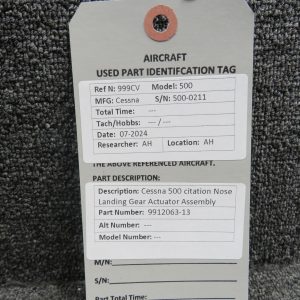 AIRCRAFT
USED PART IDENTIFCATION TAG
Ref N: 999CV Model: 500
MFG: Cessna S/N: 500-0211
Total Time: ---
Tach/Hobbs: --- / ---
Date: 07-2024
Researcher: AH Location: AH
THE ABOVE REFERENCED AIRCRAFT.
PART DESCRIPTION:
Description: Cessna 500 citation Nose
Landing Gear Actuator Assembly
Part Number: 9912063-13
Alt Number: ---
Model Number: ---
M/N:
S/N:
Part Total Time: